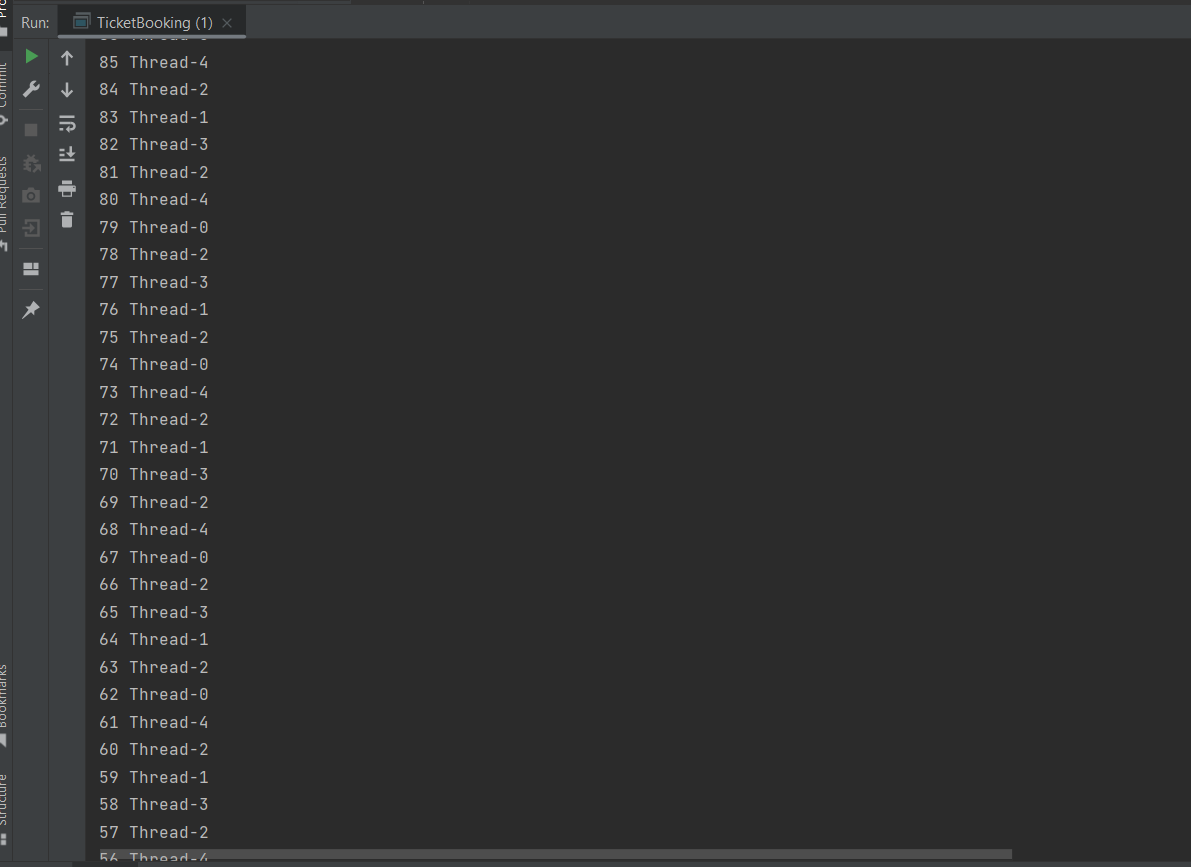 Run:
TicketBooking (1)
85 Thread-4
84 Thread-2
83 Thread-1
82 Thread-3
81 Thread-2
80 Thread-4
79 Thread-0
78 Thread-2
77 Thread-3
76 Thread-1
75 Thread-2
74 Thread-0
73 Thread-4
72 Thread-2
71 Thread-1
70 Thread-3
69 Thread-2
68 Thread-4
67 Thread-0
66 Thread-2
65 Thread-3
64 Thread-1
63 Thread-2
62 Thread-0
61 Thread-4
60 Thread-2
59 Thread-1
58 Thread-3
57 Thread-2
56 Thread-4
Commit
Pull Requests
Bookmarks
Structure